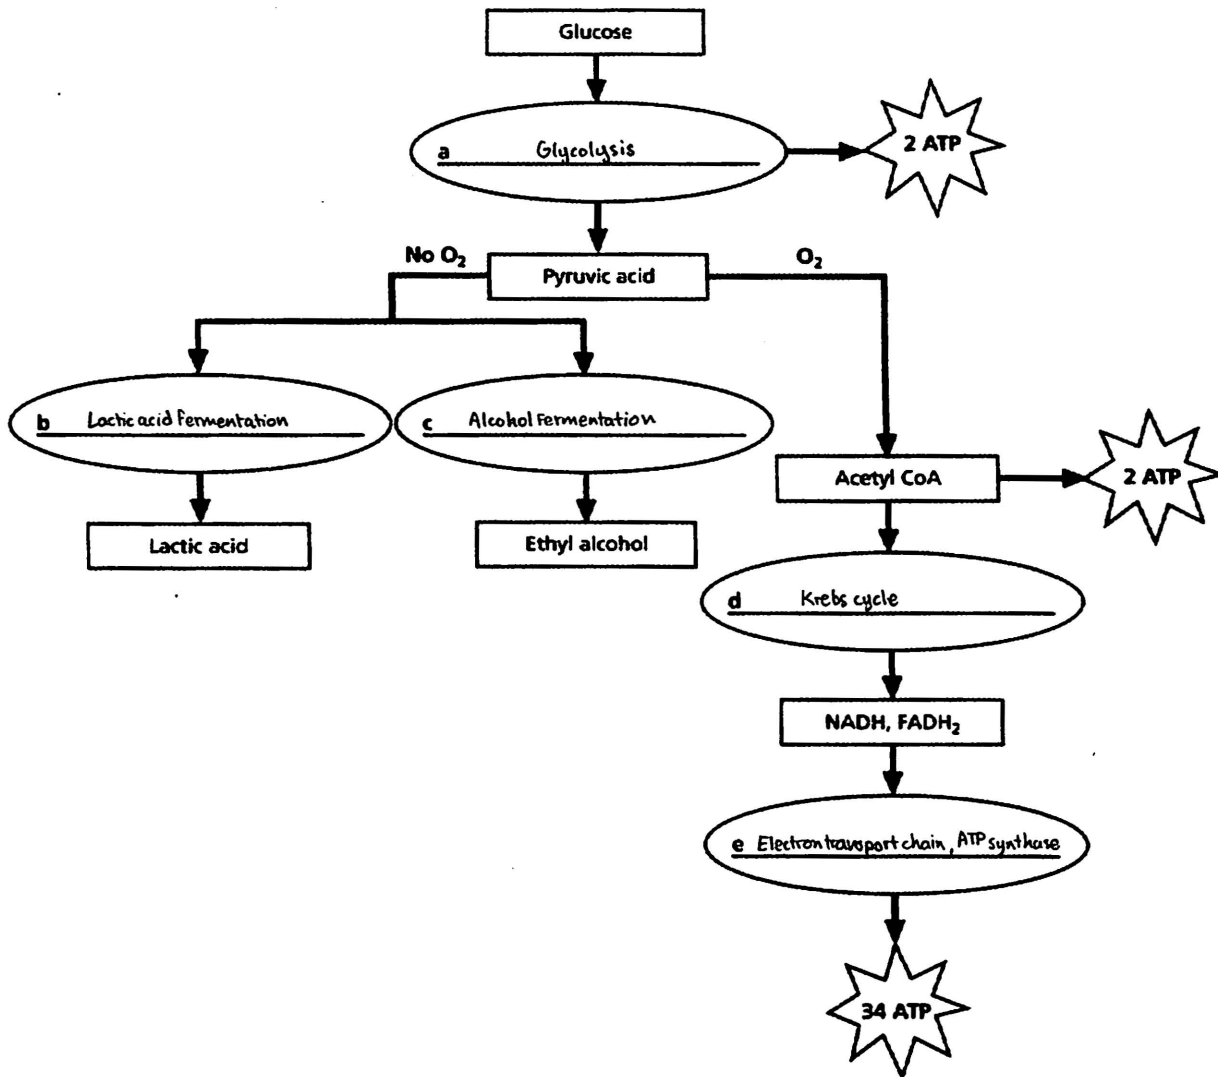 Glucose
a Glycolysis
2 ATP
No O₂
Pyruvic acid
O₂
b Lactic acid fermentation
c Alcohol fermentation
Acetyl CoA
2 ATP
Lactic acid
Ethyl alcohol
d Krebs cycle
NADH, FADH₂
e Electron transport chain, ATP synthase
34 ATP